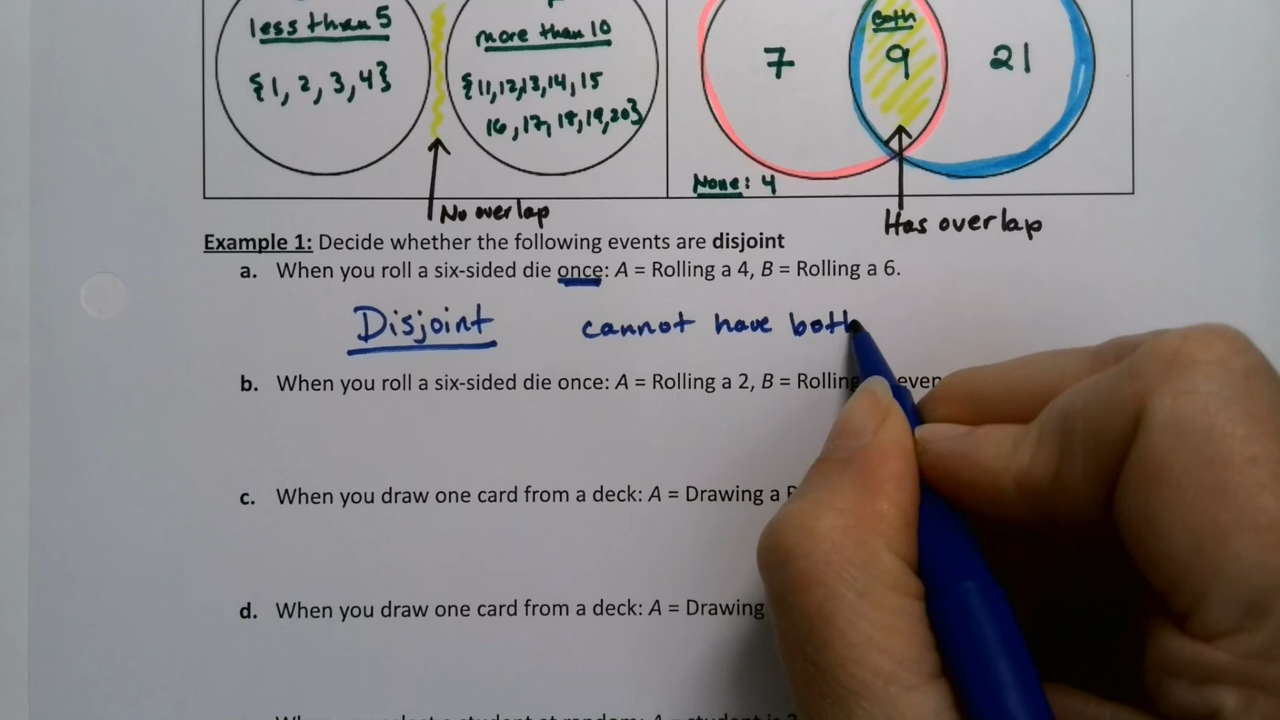 less than 5
more than 10
{1, 2, 3, 4}
{11,12,13,14,15
16,17,18,19,20}
Both
7
9
21
None: 4
No overlap
Has overlap
Example 1: Decide whether the following events are disjoint
a. When you roll a six-sided die once: A = Rolling a 4, B = Rolling a 6.
Disjoint cannot have both
b. When you roll a six-sided die once: A = Rolling a 2, B = Rolling
c. When you draw one card from a deck: A = Drawing a
d. When you draw one card from a deck: A = Drawing